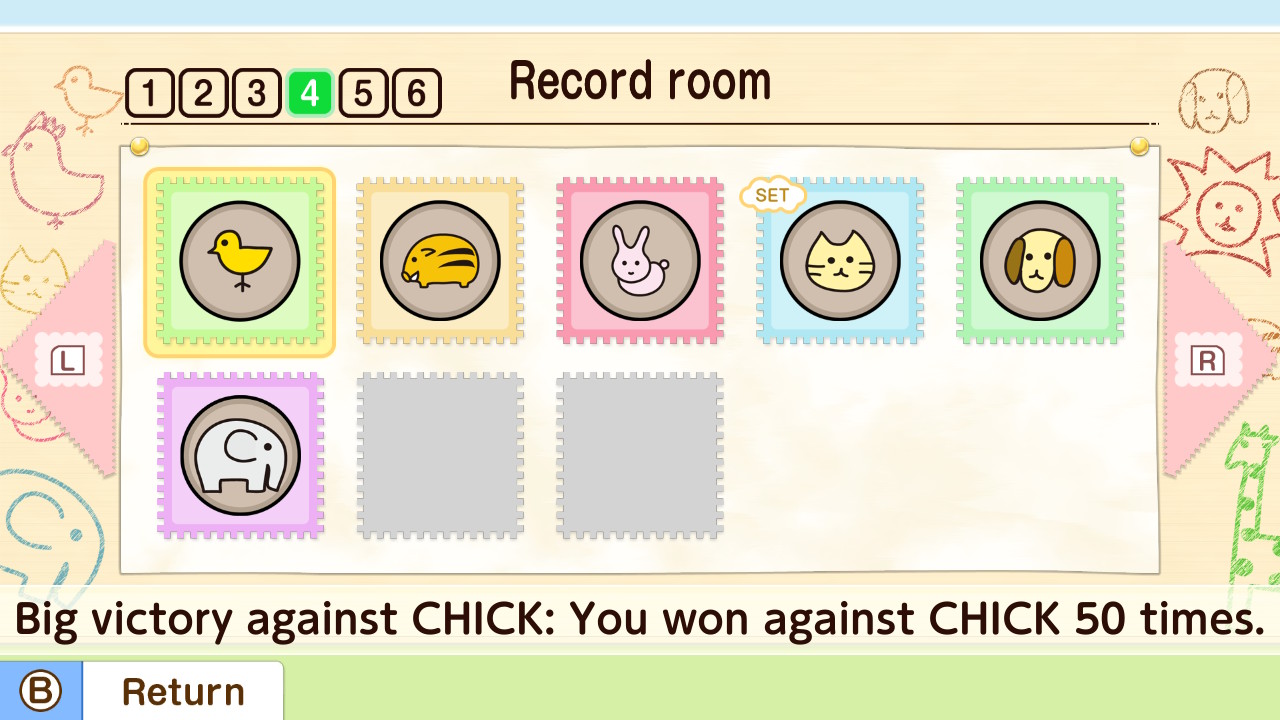 1 2 3 4 5 6
Record room
SET
L
R
Big victory against CHICK: You won against CHICK 50 times.
B Return